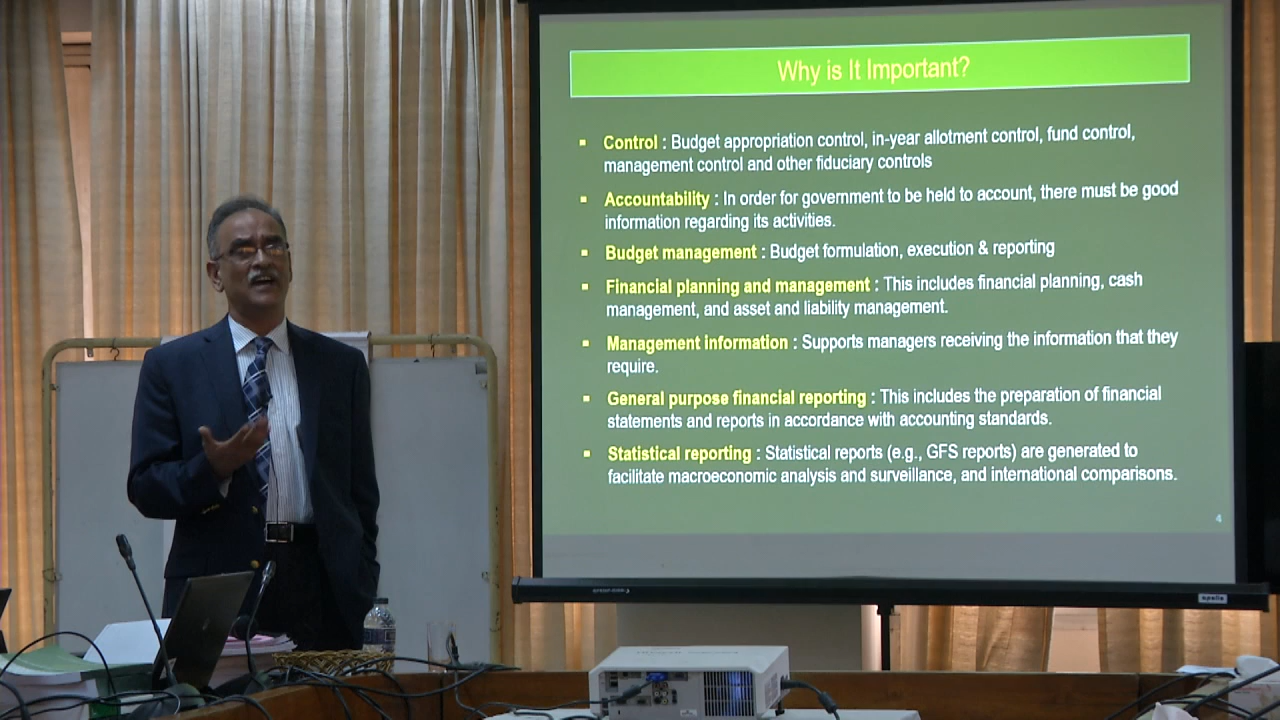 Why is It Important?
Control : Budget appropriation control, in-year allotment control, fund control,
management control and other fiduciary controls
Accountability : In order for government to be held to account, there must be good
information regarding its activities.
Budget management : Budget formulation, execution & reporting
Financial planning and management : This includes financial planning, cash
management, and asset and liability management.
Management information : Supports managers receiving the information that they
require.
General purpose financial reporting : This includes the preparation of financial
statements and reports in accordance with accounting standards.
Statistical reporting : Statistical reports (e.g., GFS reports) are generated to
facilitate macroeconomic analysis and surveillance, and international comparisons.
4
apollo